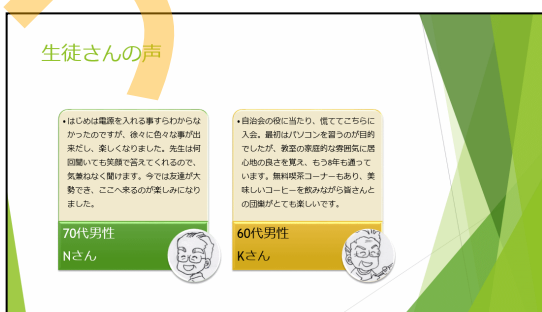 生徒さんの声
•はじめは電源を入れる事すらわからな
かったのですが、徐々に色々な事が出
来だし、楽しくなりました。先生は何
回聞いても笑顔で答えてくれるので、
気兼ねなく聞けます。今では友達が大
勢でき、ここへ来るのが楽しみになり
ました。
70代男性
Nさん
•自治会の役に当たり、慌ててこちらに
入会。最初はパソコンを習うのが目的
でしたが、教室の家庭的な雰囲気に居
心地の良さを覚え、もう8年も通って
います。無料喫茶コーナーもあり、美
味しいコーヒーを飲みながら皆さんと
の団欒がとても楽しいです。
60代男性
Kさん